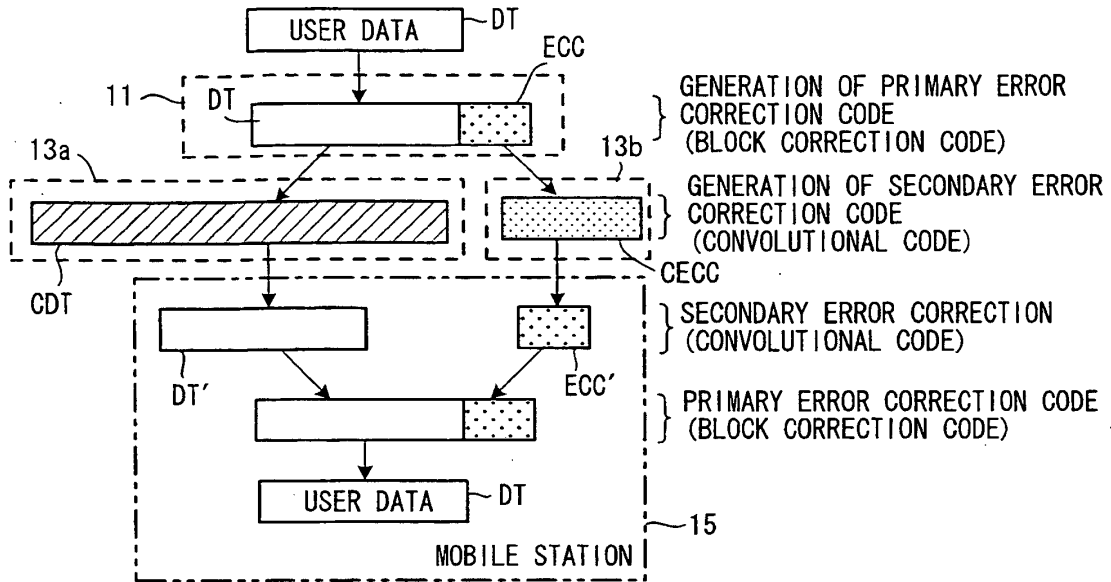 USER DATA
DT
ECC
11
DT
GENERATION OF PRIMARY ERROR
CORRECTION CODE
(BLOCK CORRECTION CODE)
13a
13b
GENERATION OF SECONDARY ERROR
CORRECTION CODE
(CONVOLUTIONAL CODE)
CDT
CECC
SECONDARY ERROR CORRECTION
(CONVOLUTIONAL CODE)
DT′
ECC′
PRIMARY ERROR CORRECTION CODE
(BLOCK CORRECTION CODE)
USER DATA
DT
15
MOBILE STATION